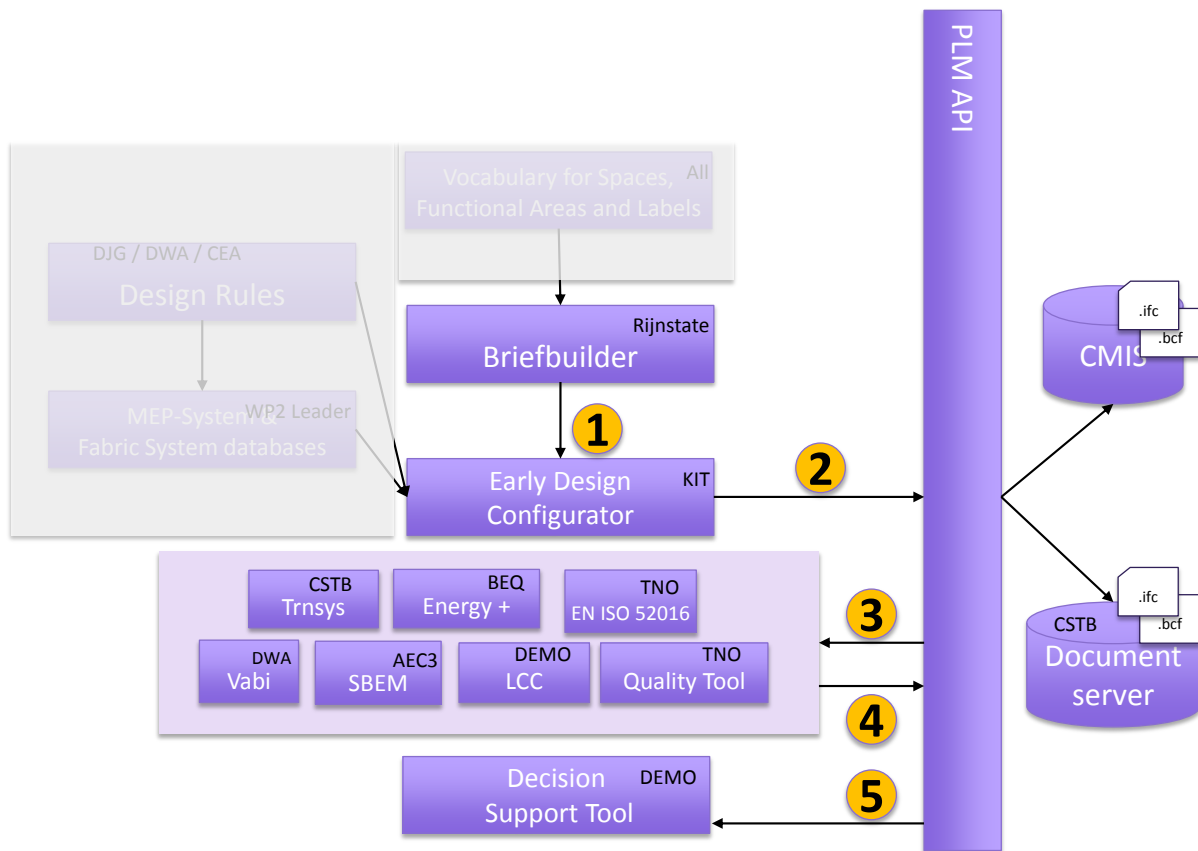 PLM API
All
Vocabulary for Spaces,
Functional Areas and Labels
DJG / DWA / CEA
Design Rules
Rijnstate
Briefbuilder
WP2 Leader
MEP-System &
Fabric System databases
1
KIT
Early Design
Configurator
2
.ifc
.bcf
CMIS
CSTB
Trnsys
BEQ
Energy +
TNO
EN ISO 52016
3
DWA
Vabi
AEC3
SBEM
DEMO
LCC
TNO
Quality Tool
4
.ifc
.bcf
CSTB
Document
server
DEMO
Decision
Support Tool
5